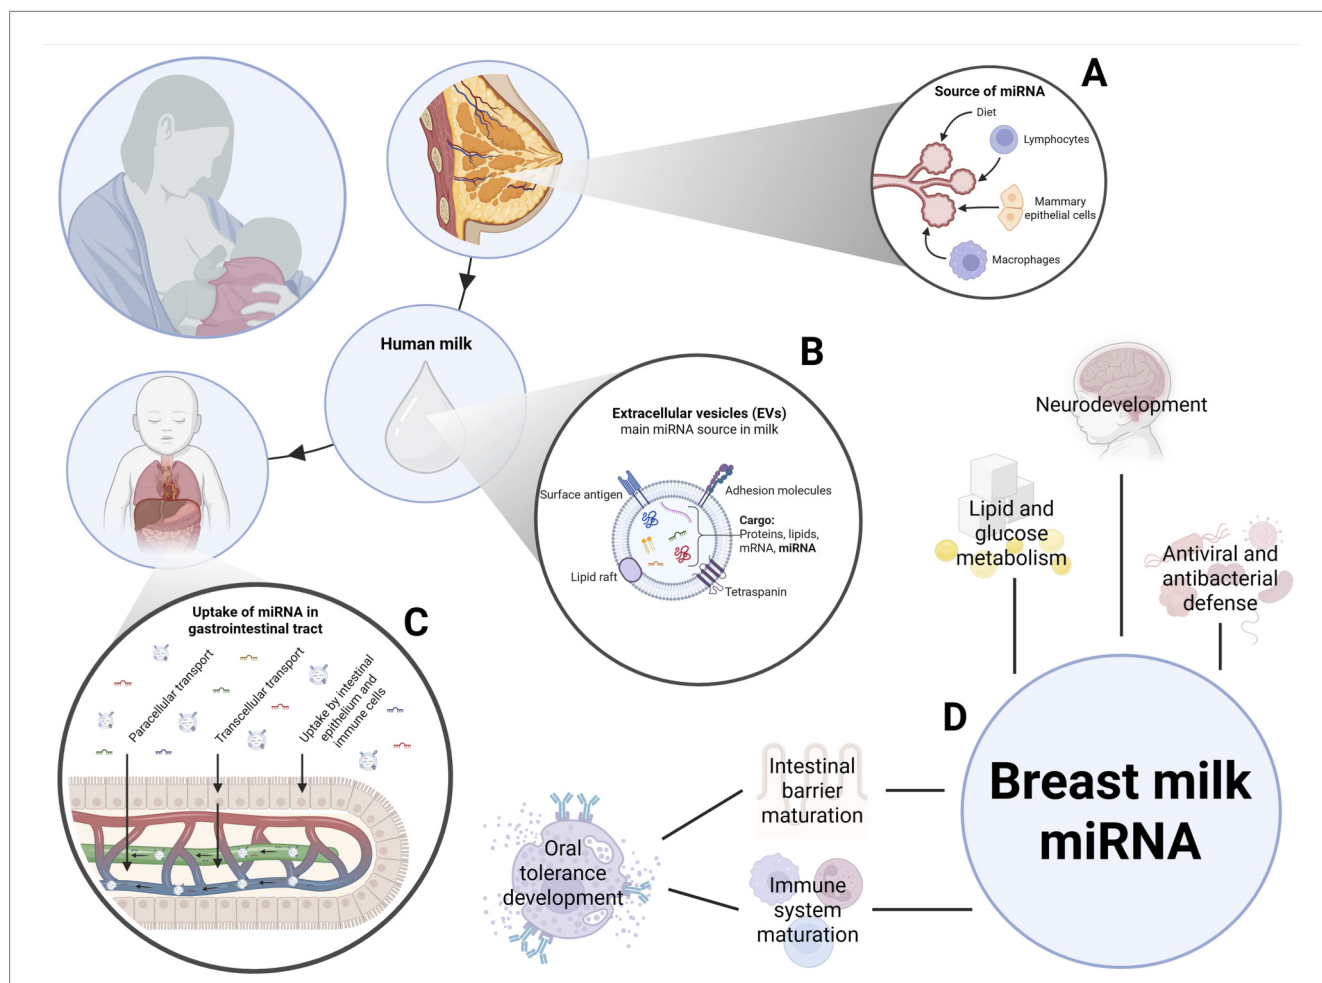 A
Source of miRNA
Diet
Lymphocytes
Mammary
epithelial cells
Macrophages
Human milk
B
Extracellular vesicles (EVs)
main miRNA source in milk
Surface antigen
Adhesion molecules
Cargo:
Proteins, lipids,
mRNA, miRNA
Lipid raft
Tetraspanin
C
Uptake of miRNA in
gastrointestinal tract
Paracellular transport
Transcellular transport
Uptake by intestinal
epithelium and
immune cells
D
Neurodevelopment
Lipid and
glucose
metabolism
Antiviral and
antibacterial
defense
Breast milk
miRNA
Intestinal
barrier
maturation
Immune
system
maturation
Oral
tolerance
development